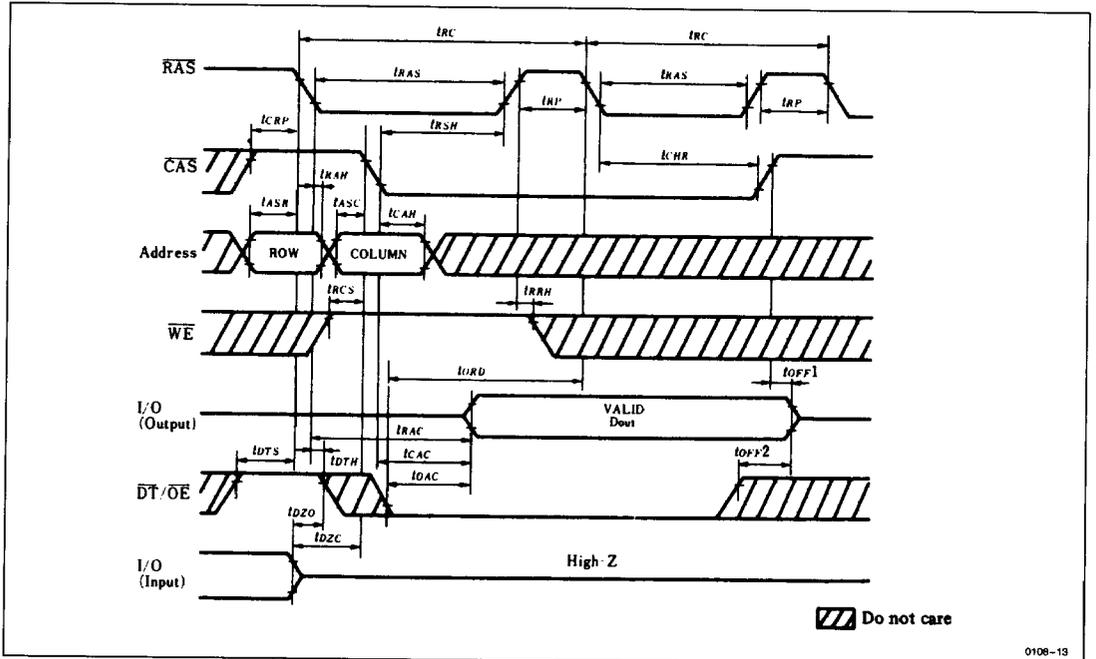 tRC tRC
RAS tRAS tRAS
tRP tRP
tCRP tRSH
CAS tCHR
tRAH
tASR tASC tCAH
Address ROW COLUMN
tRCS tRRH
WE
tORD tOFF1
I/O
(Output) VALID
Dout
tRAC
tCAC
tDTS tDTH tOAC tOFF2
DT/OE
tDZO
tDZC
I/O
(Input) High-Z
Do not care
0108-13